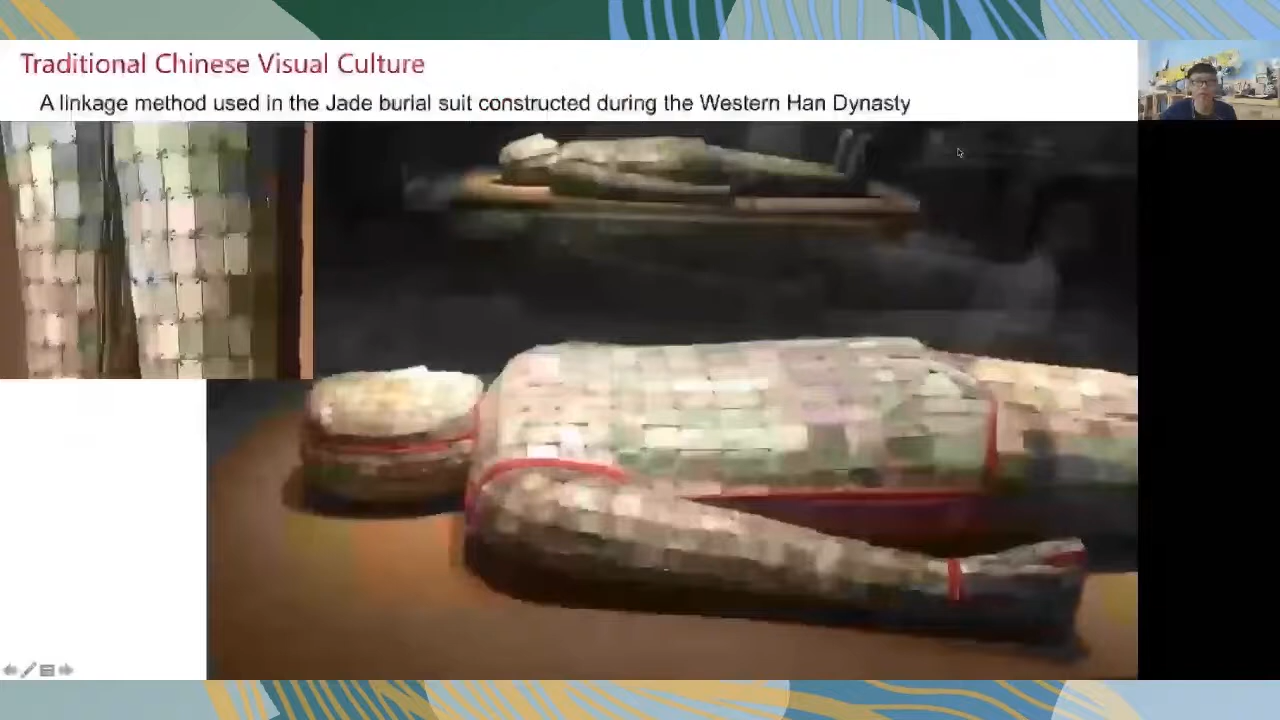 Traditional Chinese Visual Culture
A linkage method used in the Jade burial suit constructed during the Western Han Dynasty